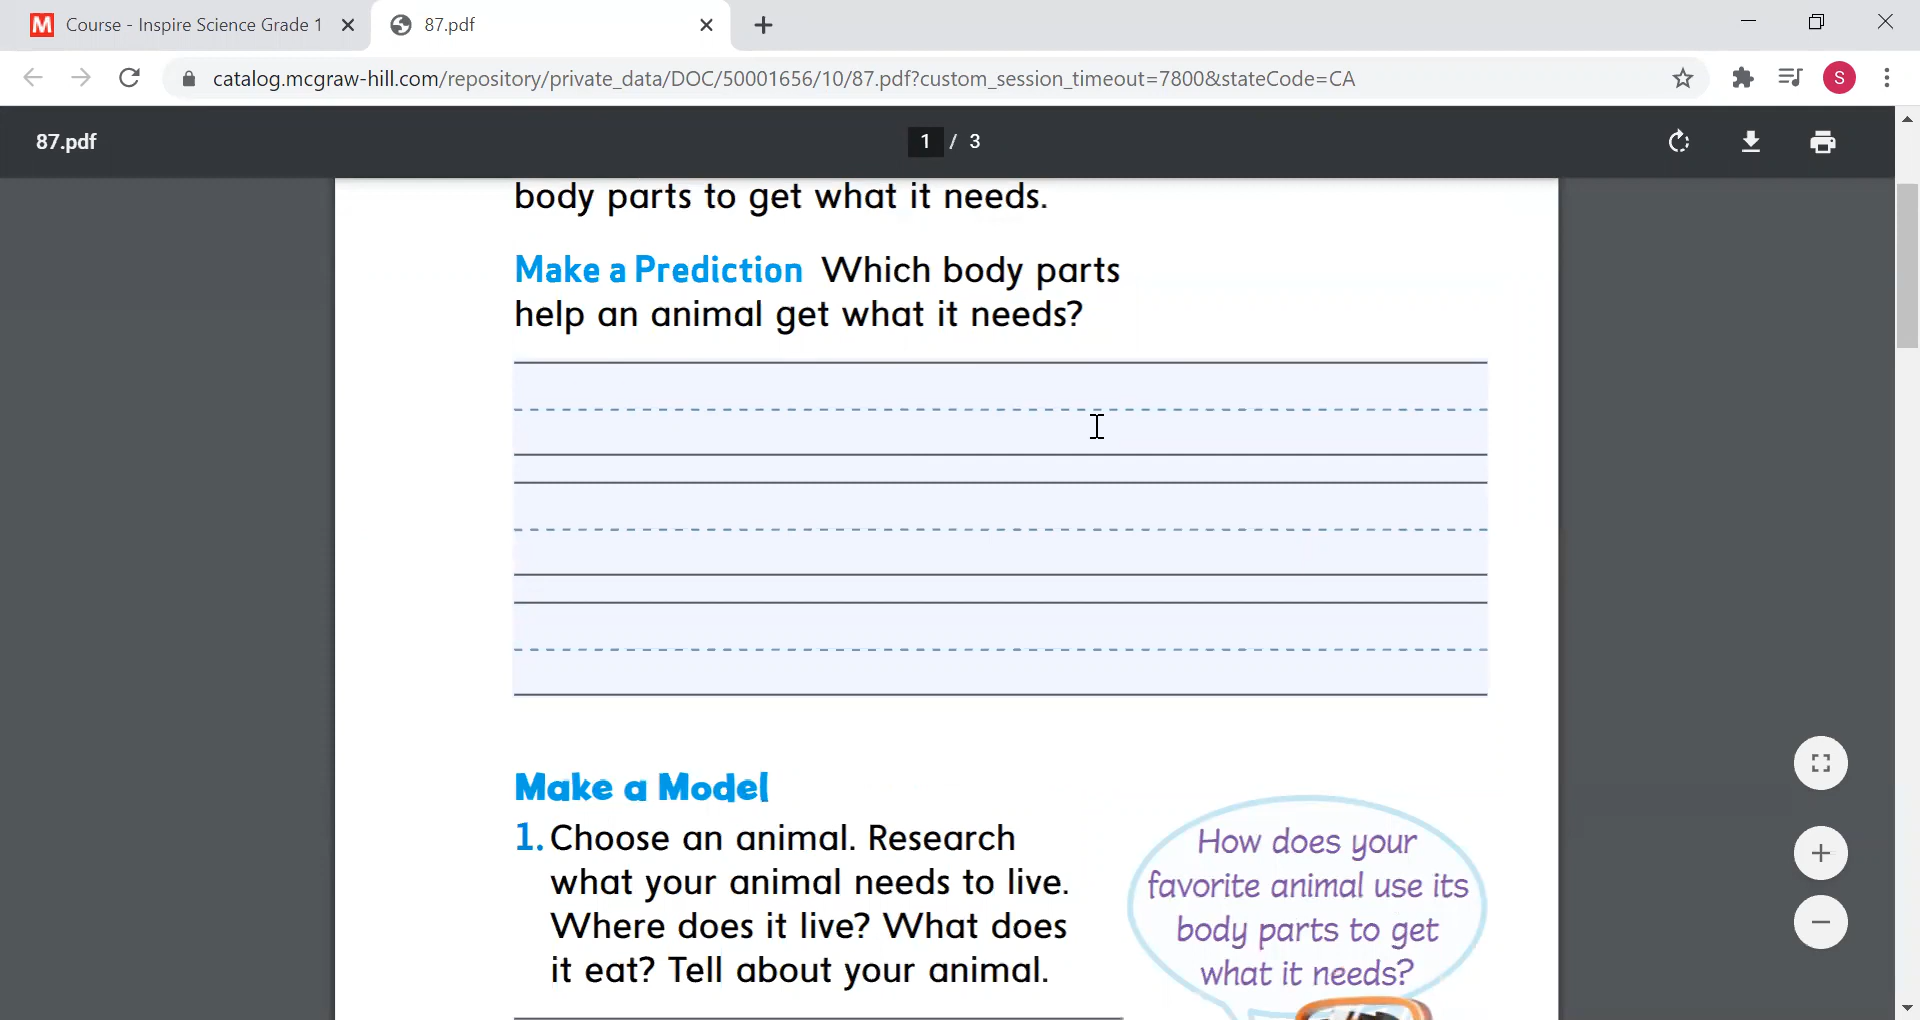 M Course - Inspire Science Grade 1
87.pdf
catalog.mcgraw-hill.com/repository/private_data/DOC/50001656/10/87.pdf?custom_session_timeout=7800&stateCode=CA
S
87.pdf
1 / 3
body parts to get what it needs.
Make a Prediction Which body parts
help an animal get what it needs?
Make a Model
1. Choose an animal. Research
what your animal needs to live.
Where does it live? What does
it eat? Tell about your animal.
How does your
favorite animal use its
body parts to get
what it needs?